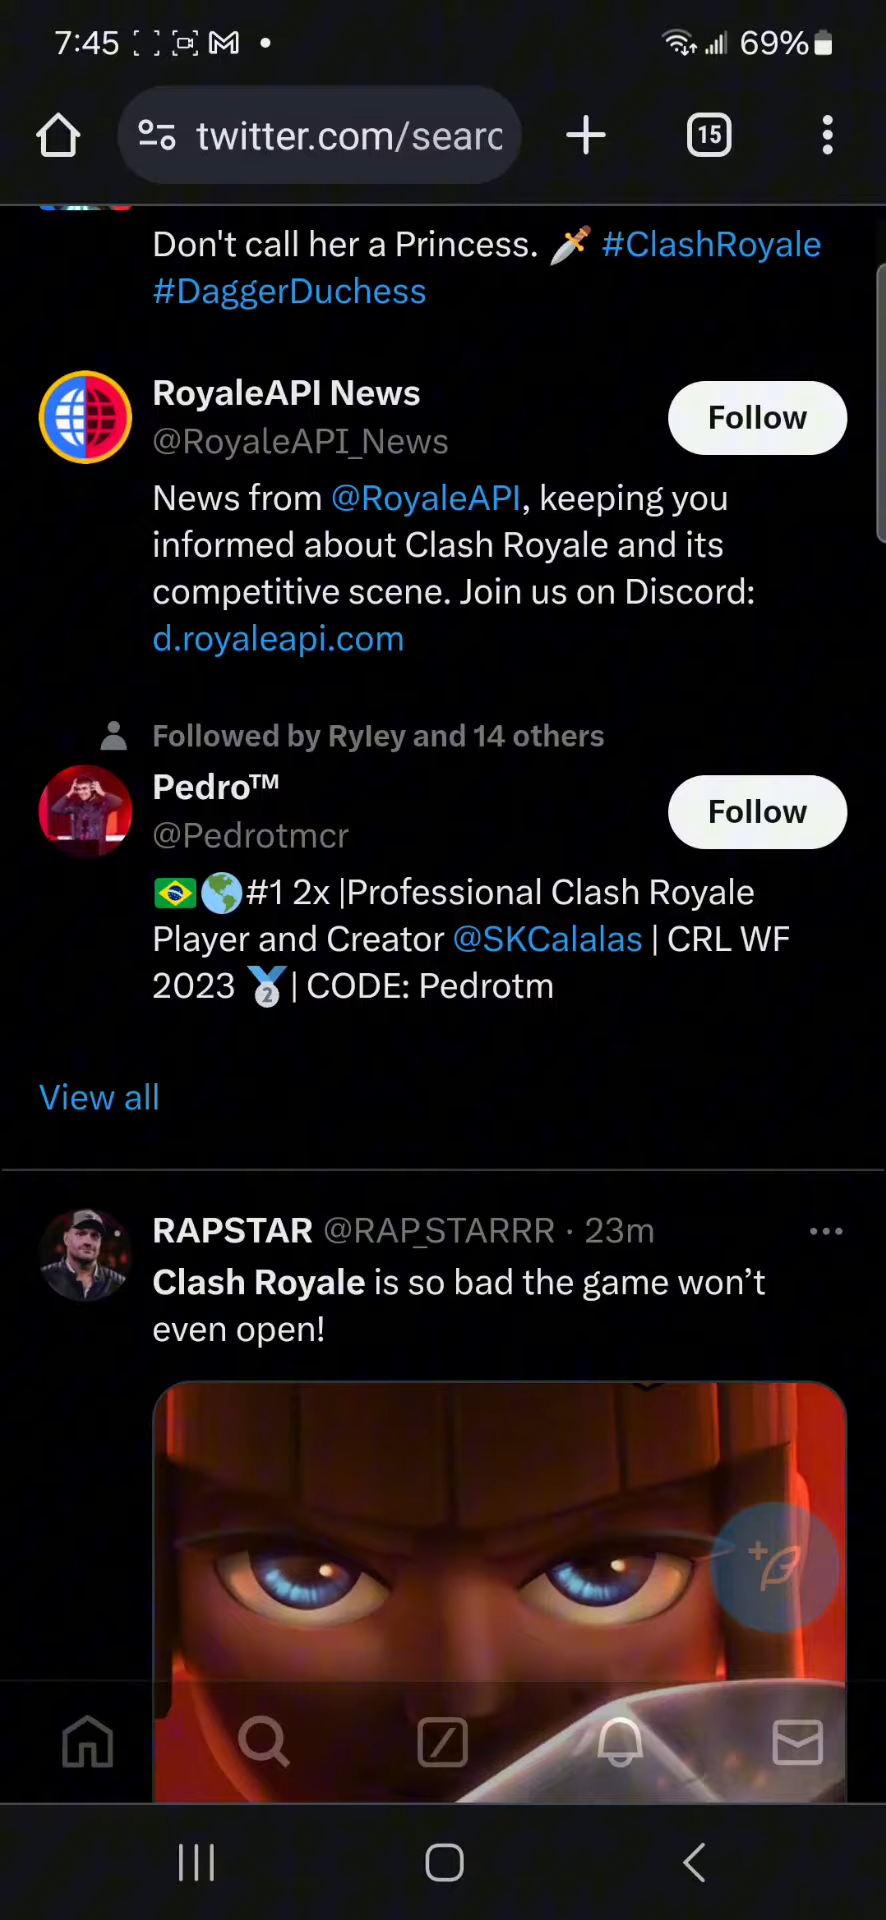 7:45
69%
twitter.com/searc
15
Don't call her a Princess. 🗡️ #ClashRoyale
#DaggerDuchess
RoyaleAPI News
Follow
@RoyaleAPI_News
News from @RoyaleAPI, keeping you
informed about Clash Royale and its
competitive scene. Join us on Discord:
d.royaleapi.com
Followed by Ryley and 14 others
Pedro™
Follow
@Pedrotmcr
🇧🇷🌎#1 2x |Professional Clash Royale
Player and Creator @SKCalalas | CRL WF
2023 🥈| CODE: Pedrotm
View all
RAPSTAR @RAP_STARRR · 23m
Clash Royale is so bad the game won’t
even open!